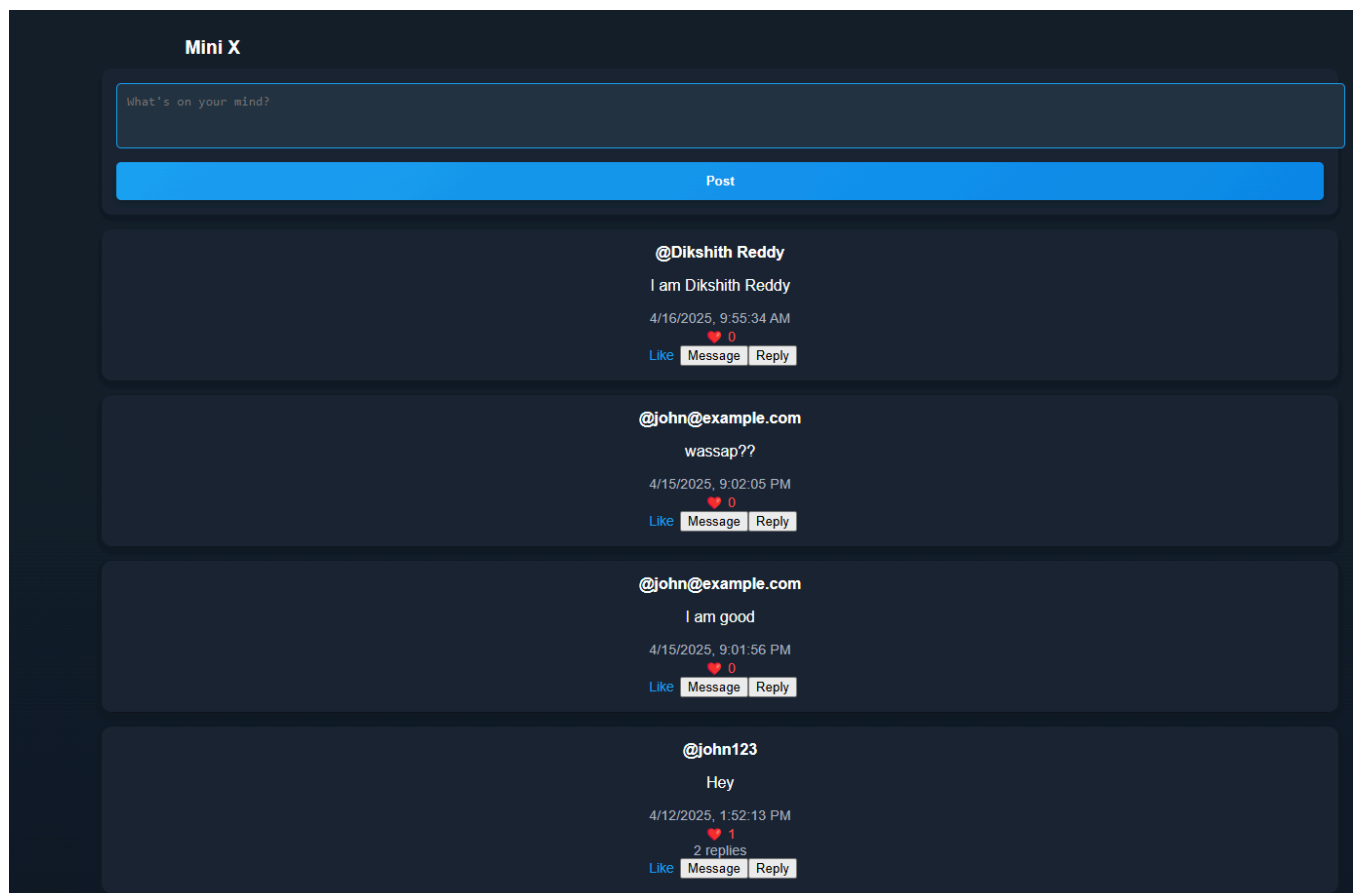 Mini X
What's on your mind?
Post
@Dikshith Reddy
I am Dikshith Reddy
4/16/2025, 9:55:34 AM
❤️ 0
Like Message Reply
@john@example.com
wassap??
4/15/2025, 9:02:05 PM
❤️ 0
Like Message Reply
@john@example.com
I am good
4/15/2025, 9:01:56 PM
❤️ 0
Like Message Reply
@john123
Hey
4/12/2025, 1:52:13 PM
❤️ 1
2 replies
Like Message Reply